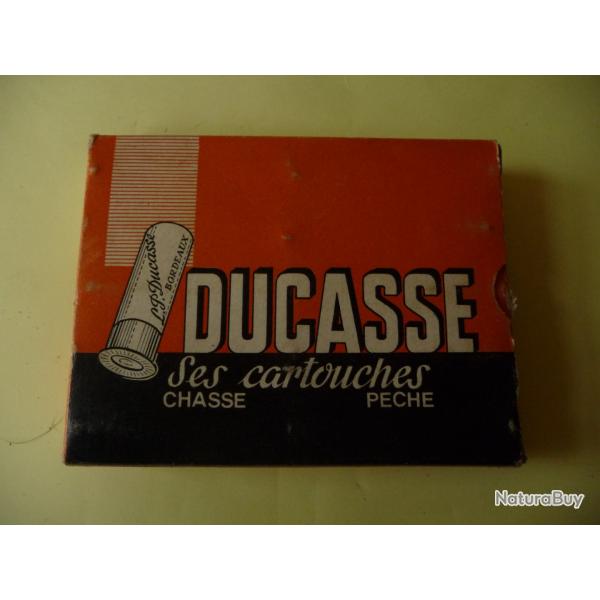 L.P. Ducasse
BORDEAUX
DUCASSE
Ses cartouches
CHASSE PECHE
NaturaBuy